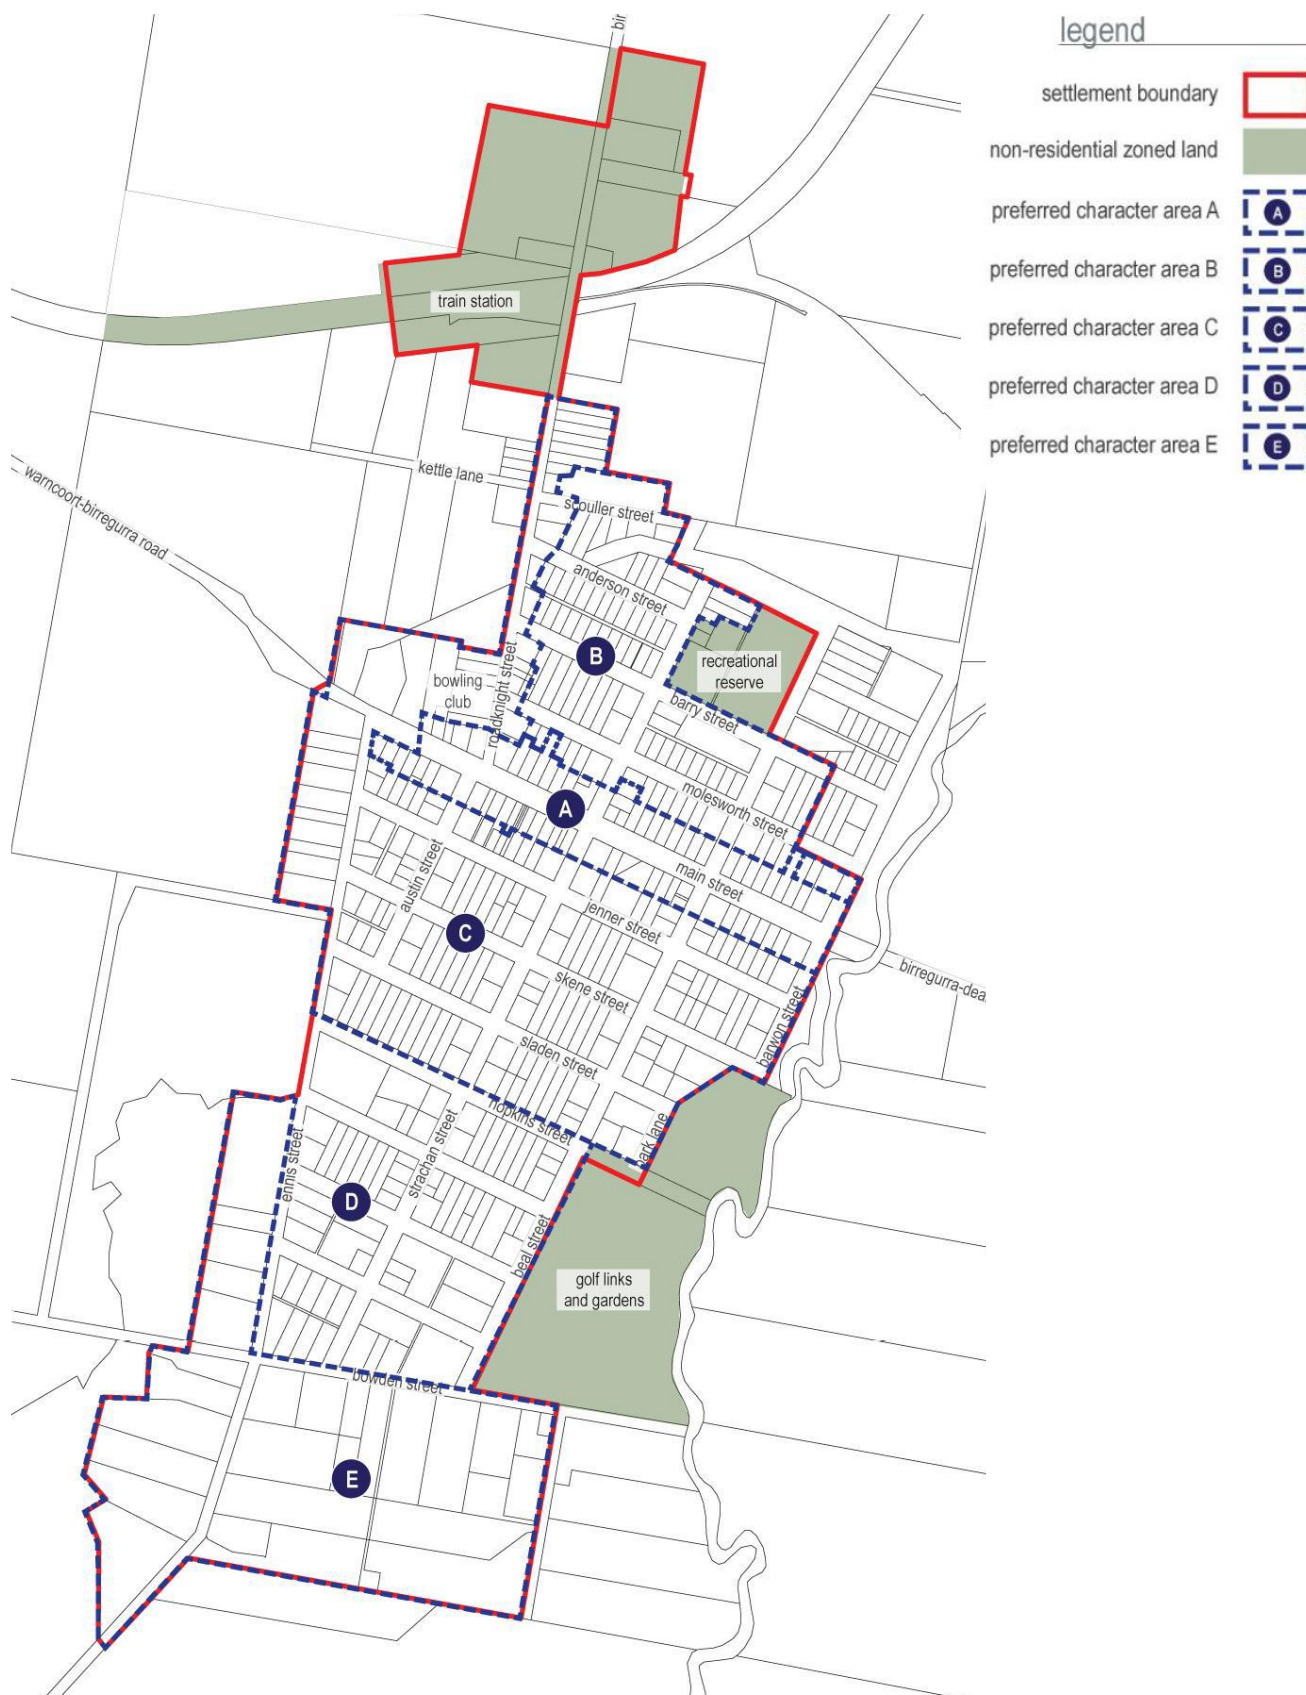 bir
legend
settlement boundary
non-residential zoned land
preferred character area A
A
preferred character area B
B
preferred character area C
C
preferred character area D
D
preferred character area E
E
train station
kettle lane
warncoort-birregurra road
scouller street
anderson street
B
recreational
reserve
bowling
club
roadknight street
barry street
molesworth street
A
main street
austin street
jenner street
C
skene street
birregurra-dea
barwon street
sladen street
hopkins street
park lane
strachan street
ennis street
D
beal street
golf links
and gardens
bowden street
E